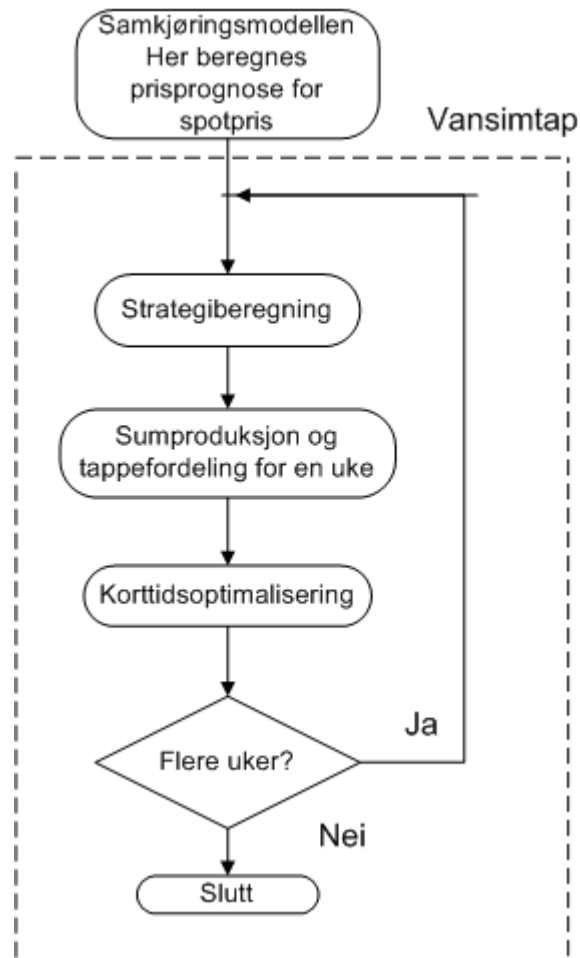 Samkjøringsmodellen
Her beregnes
prisprognose for
spotpris
Vansimtap
Strategiberegning
Sumproduksjon og
tappefordeling for en uke
Korttidsoptimalisering
Flere uker?
Ja
Nei
Slutt